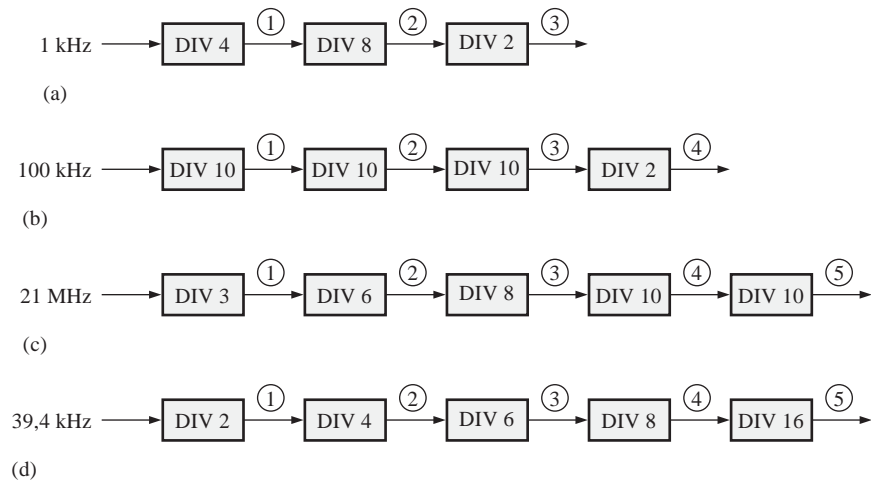 ① ② ③
1 kHz DIV 4 DIV 8 DIV 2
(a)
① ② ③ ④
100 kHz DIV 10 DIV 10 DIV 10 DIV 2
(b)
① ② ③ ④ ⑤
21 MHz DIV 3 DIV 6 DIV 8 DIV 10 DIV 10
(c)
① ② ③ ④ ⑤
39,4 kHz DIV 2 DIV 4 DIV 6 DIV 8 DIV 16
(d)